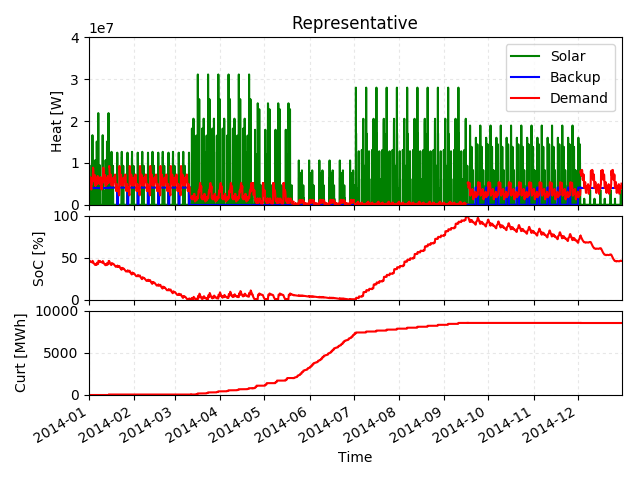 Representative
1e7
Heat [W]
4
3
2
1
0
Solar
Backup
Demand
SoC [%]
100
50
0
Curt [MWh]
10000
5000
0
2014-01 2014-02 2014-03 2014-04 2014-05 2014-06 2014-07 2014-08 2014-09 2014-10 2014-11 2014-12
Time